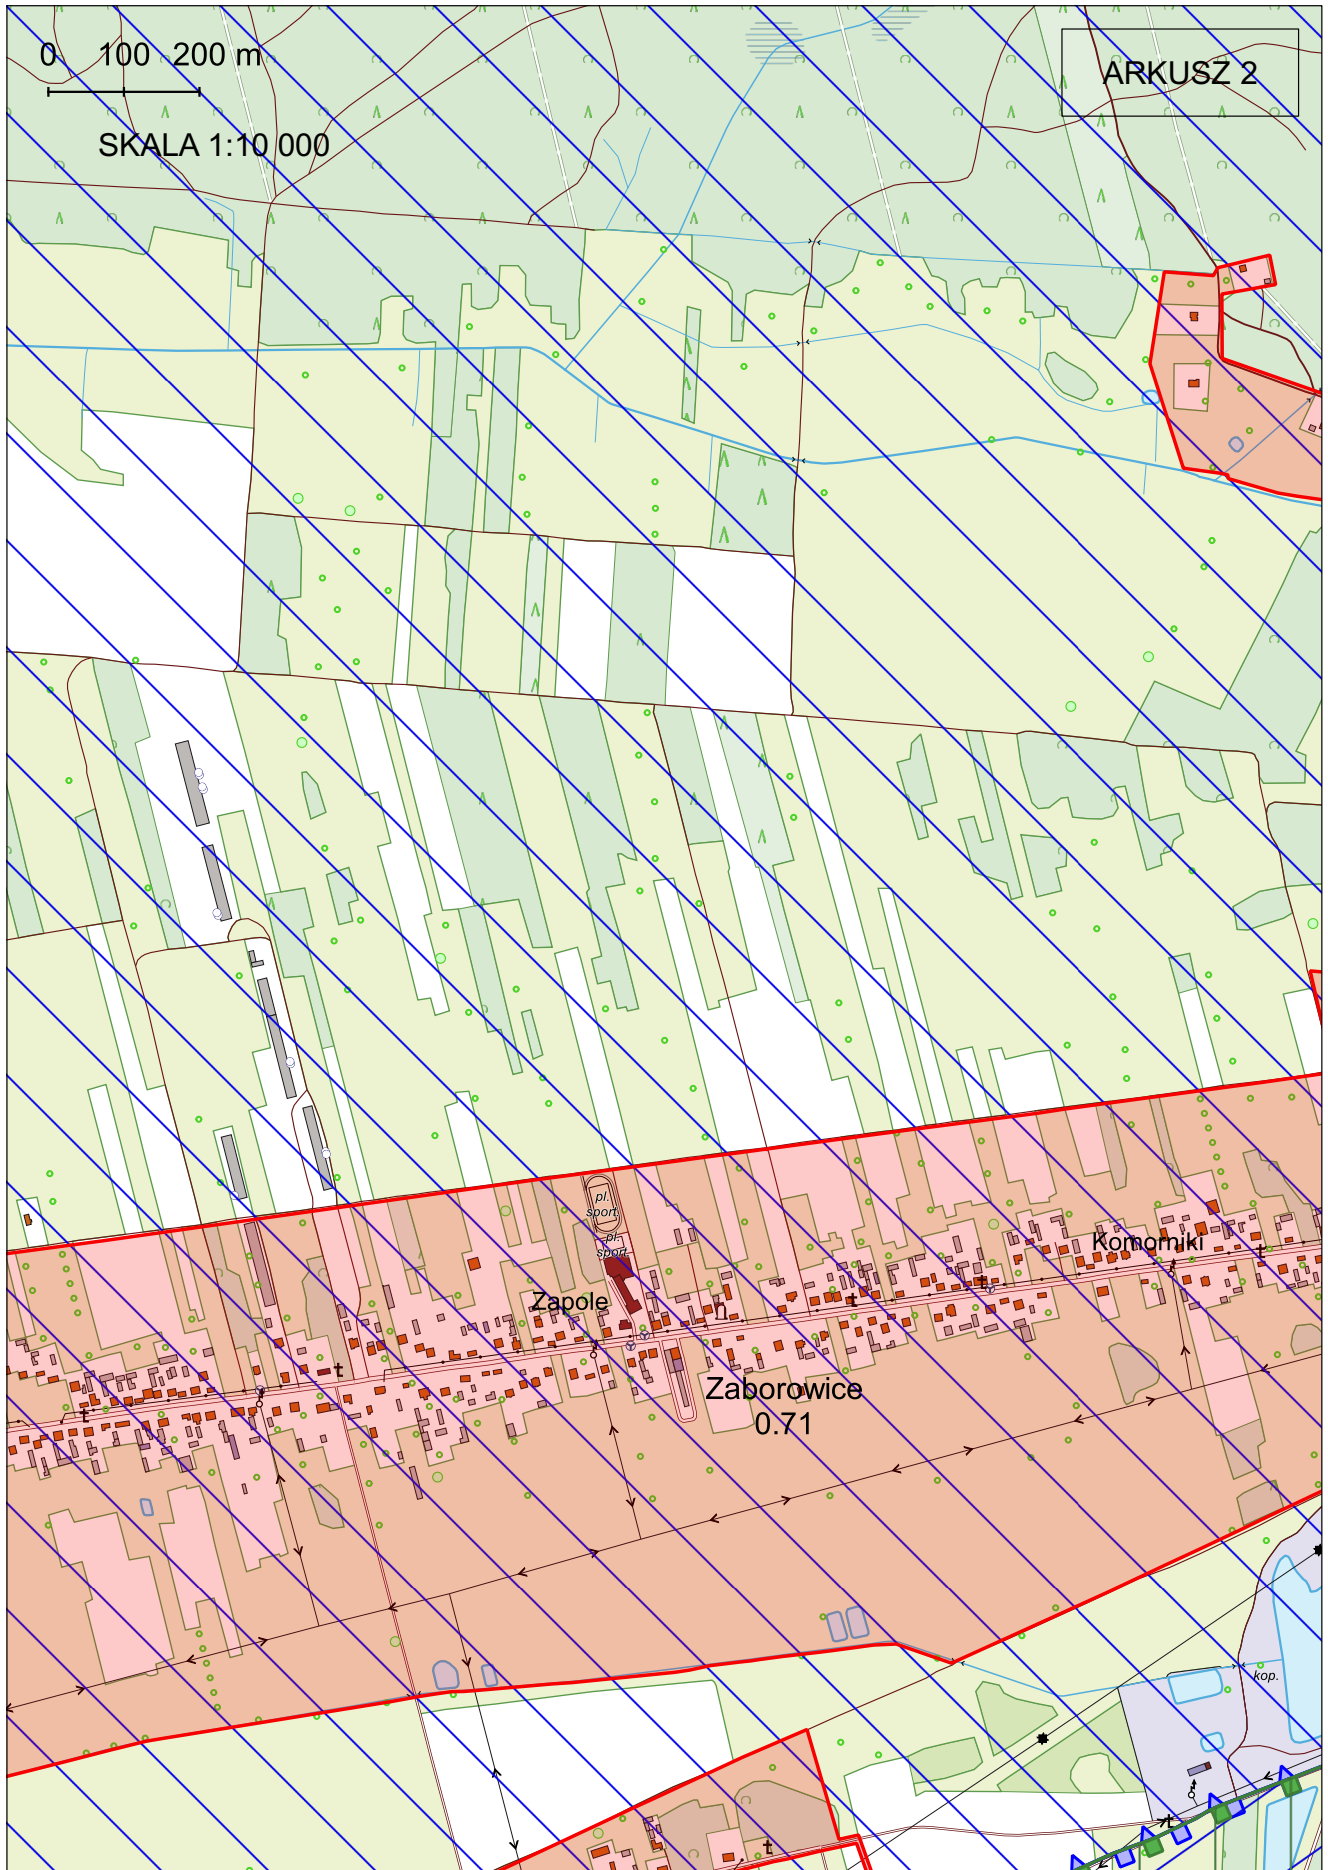 0 100 200 m
SKALA 1:10 000
ARKUSZ 2
pl.
sport.
pl.
sport.
Komorniki
Zapole
Zaborowice
0.71
kop.